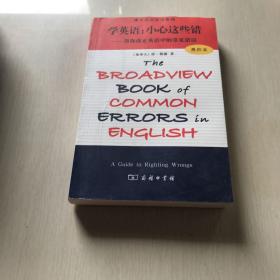 学英语:小心这些错
The
BROADVIEW
BOOK of
COMMON
ERRORS in
ENGLISH
A Guide to Righting Wrongs
商务印书馆